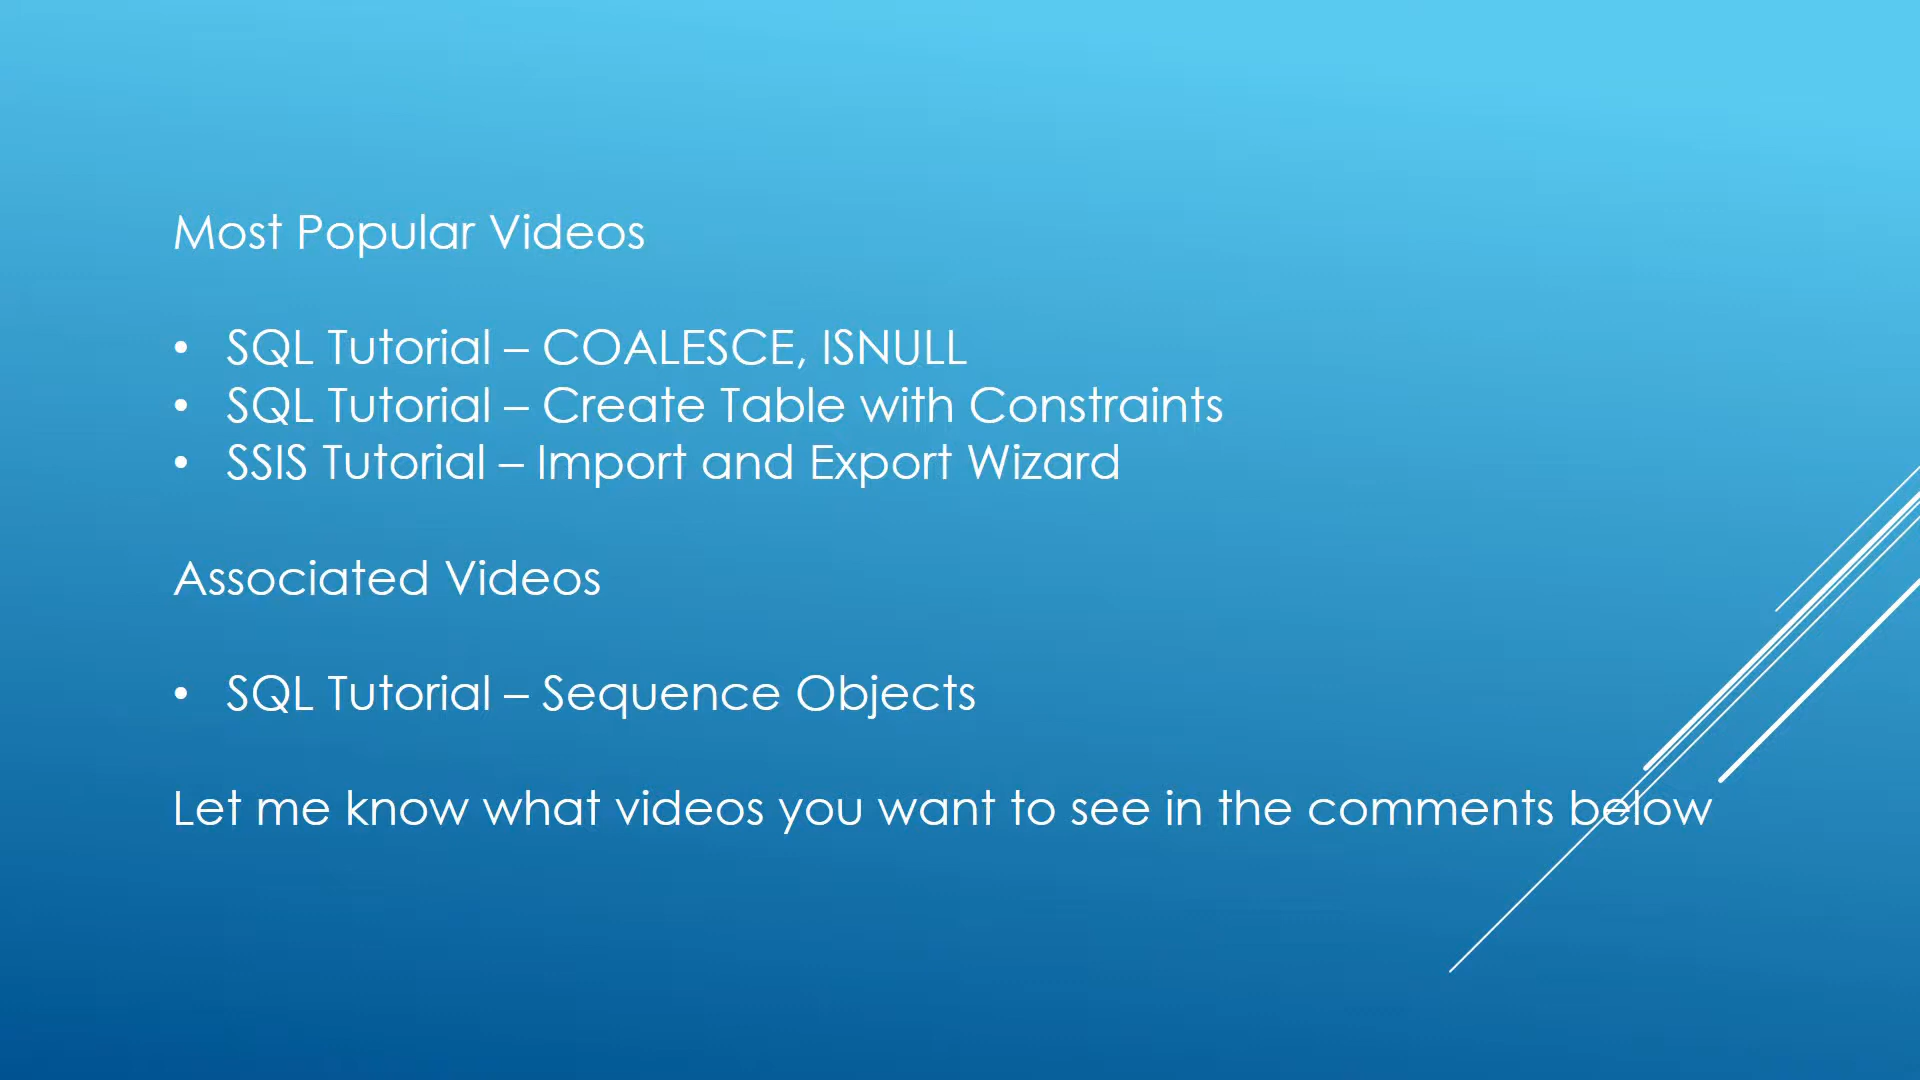 Most Popular Videos
• SQL Tutorial – COALESCE, ISNULL
• SQL Tutorial – Create Table with Constraints
• SSIS Tutorial – Import and Export Wizard
Associated Videos
• SQL Tutorial – Sequence Objects
Let me know what videos you want to see in the comments below